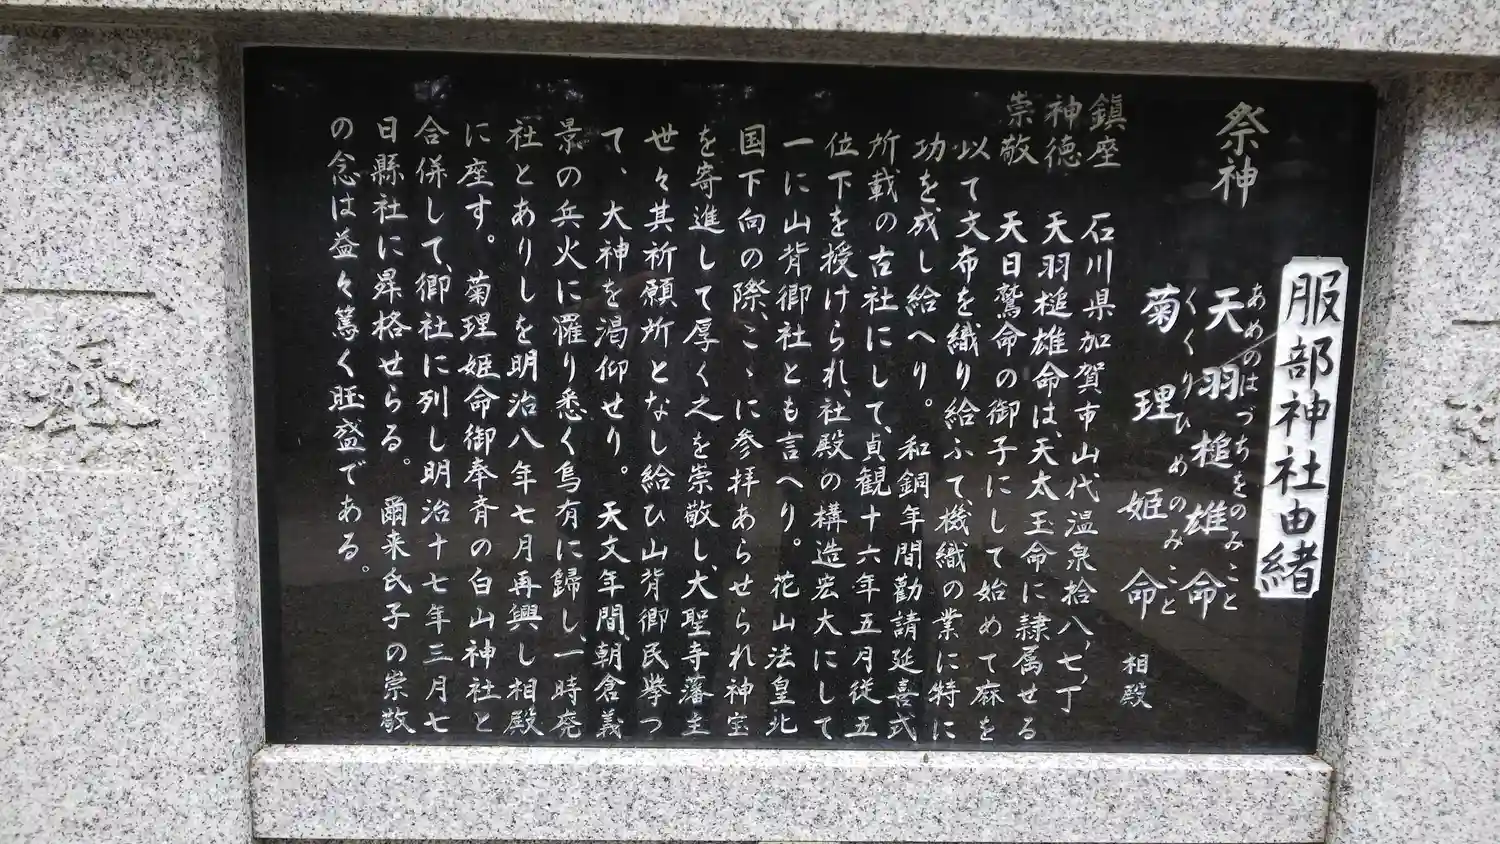 服部神社由緒
祭神
あめのはづちをのみこと
天羽槌雄命
くくりひめのみこと
菊理姫命 相殿
鎮座 石川県加賀市山代温泉拾八,七,丁
神徳 天羽槌雄命は、天太玉命に隷属せる
崇敬 天日鷲命の御子にして始めて麻を
以て文布を織り給ふて、機織の業に特に
功を成し給へり。和銅年間勸請延喜式
所載の古社にして、貞観十六年五月従五
位下を授けられ、社殿の構造宏大にして
一に山背郷社とも言へり。花山法皇北
国下向の際、こゝに参拝あらせられ神宝
を寄進して厚く之を崇敬し、大聖寺藩主
世々其祈願所となし給ひ山背郷民挙つ
て、大神を渇仰せり。天文年間、朝倉義
景の兵火に罹り悉く烏有に歸し、一時廃
社とありしを明治八年七月再興し相殿
に座す。菊理姫命御奉斉の白山神社と
合併して、郷社に列し明治十七年三月七
日縣社に昇格せらる。爾来氏子の崇敬
の念は益々篤く旺盛である。